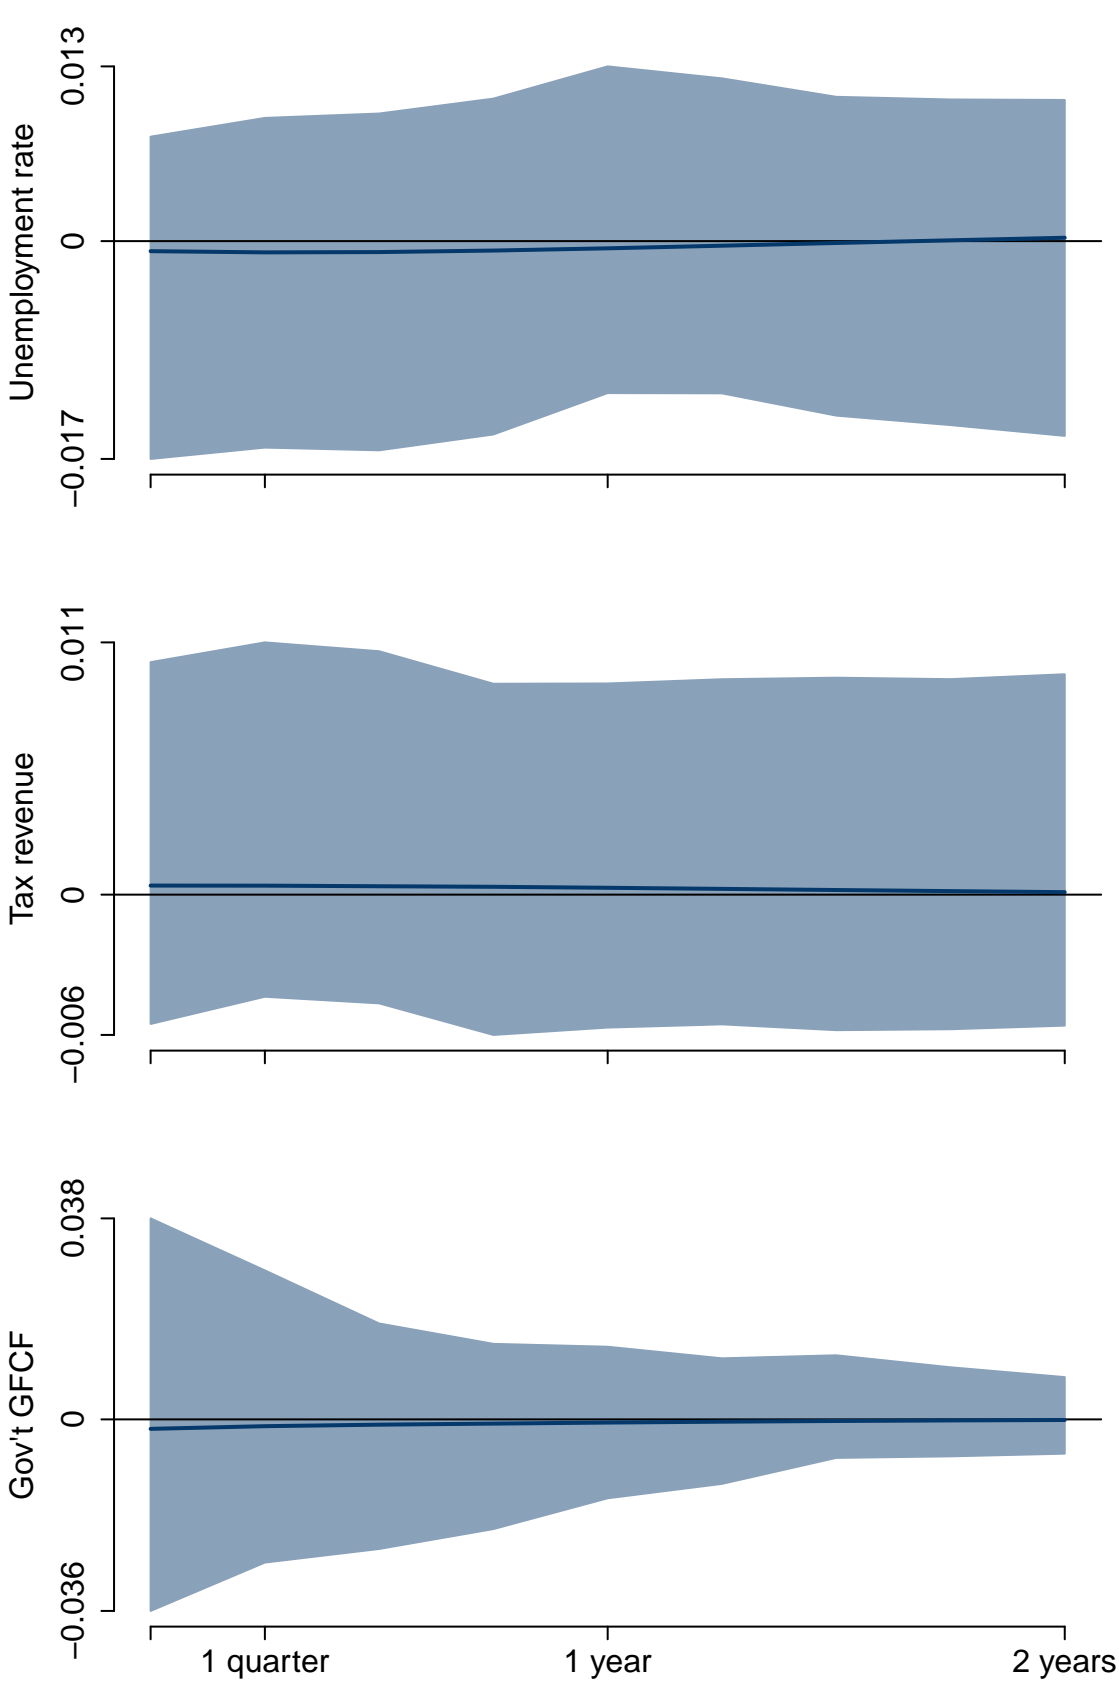 Unemployment rate
0.013
0
−0.017
Tax revenue
0.011
0
−0.006
Gov't GFCF
0.038
0
−0.036
1 quarter
1 year
2 years